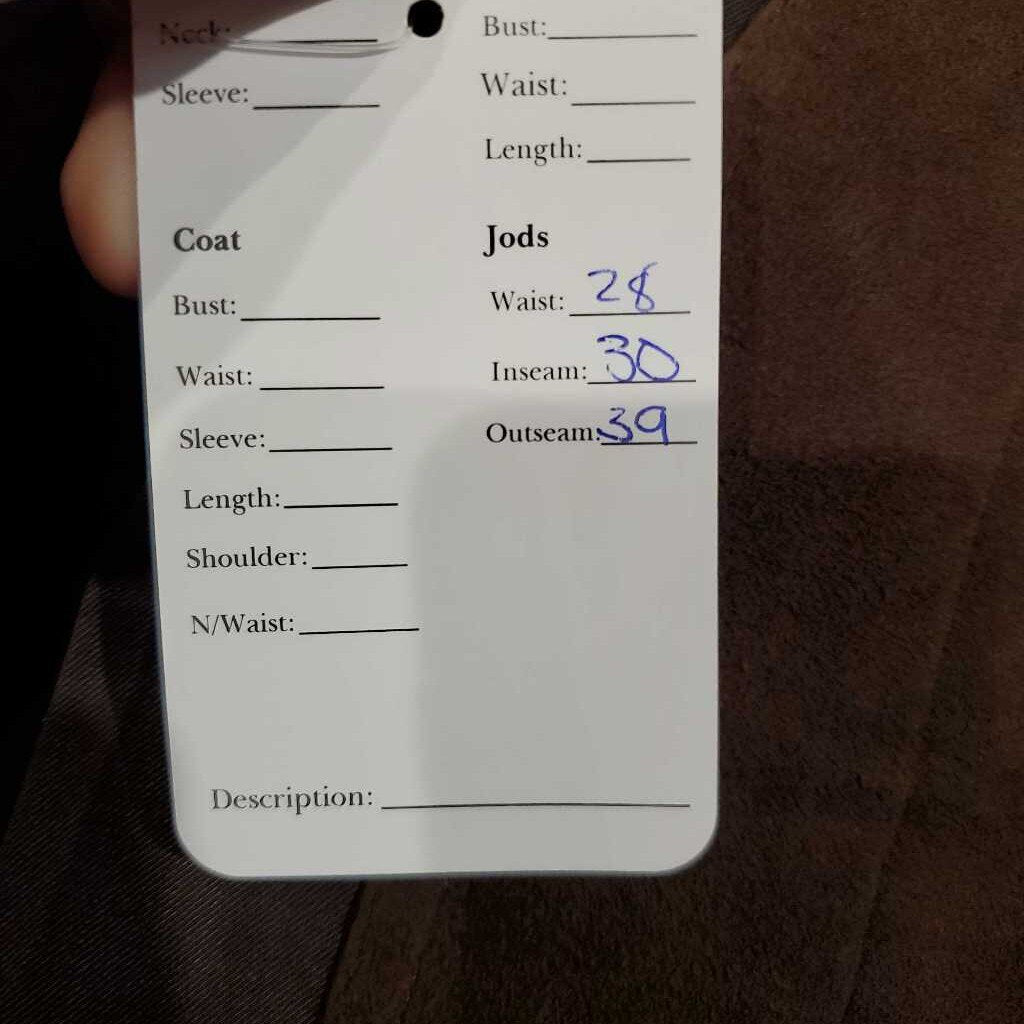 Neck:
Sleeve:
Bust:
Waist:
Length:
Coat
Bust:
Waist:
Sleeve:
Length:
Shoulder:
N/Waist:
Jods
Waist: 28
Inseam: 30
Outseam: 39
Description: